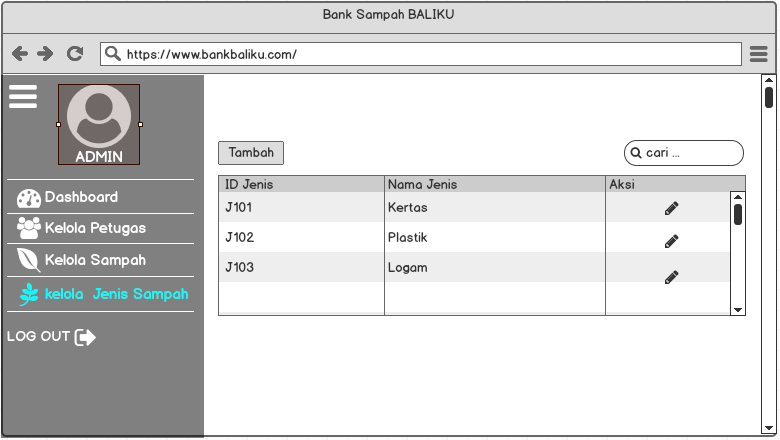 Bank Sampah BALIKU
https://www.bankbaliku.com/
ADMIN
Dashboard
Kelola Petugas
Kelola Sampah
kelola Jenis Sampah
LOG OUT
Tambah
cari ...
ID Jenis Nama Jenis Aksi
J101 Kertas
J102 Plastik
J103 Logam